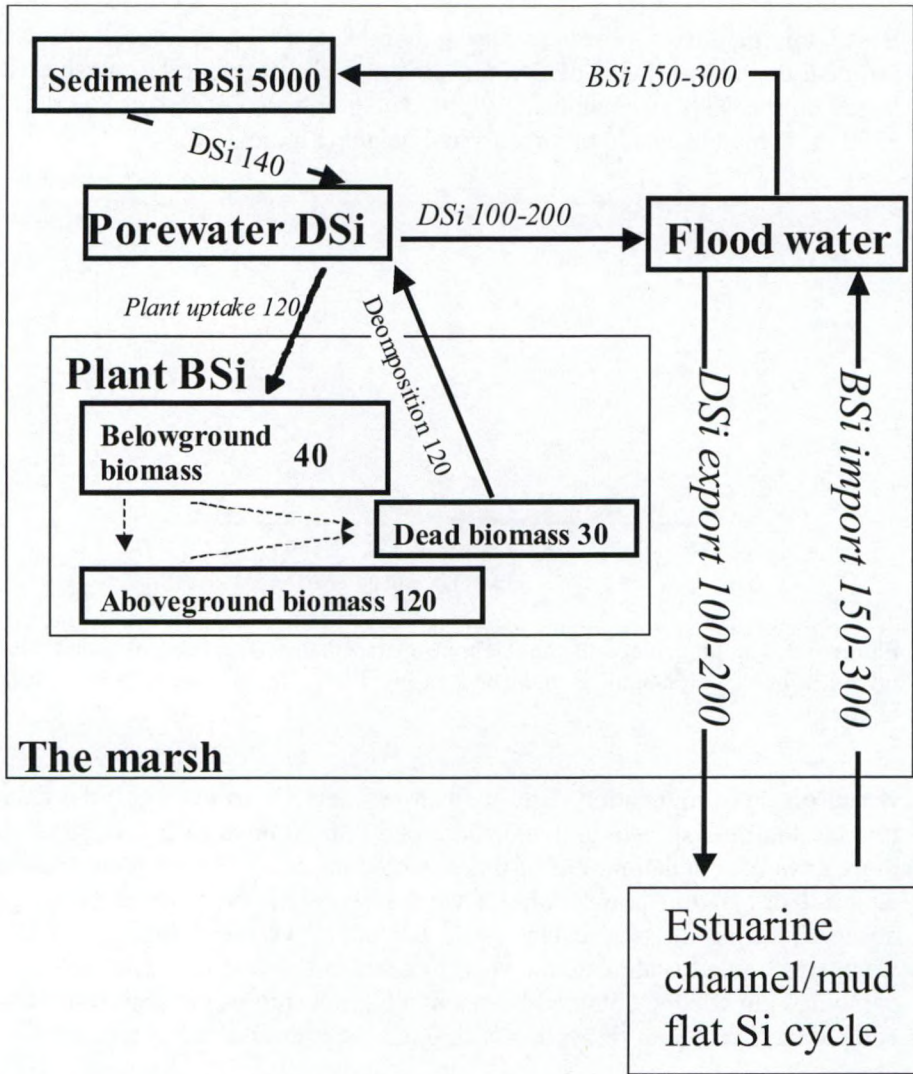 Sediment BSi 5000
BSi 150-300
DSi 140
Porewater DSi
DSi 100-200
Flood water
Plant uptake 120
Deomposition 120
Plant BSi
Belowground
biomass 40
Dead biomass 30
Aboveground biomass 120
DSi export 100-200
BSi import 150-300
The marsh
Estuarine
channel/mud
flat Si cycle